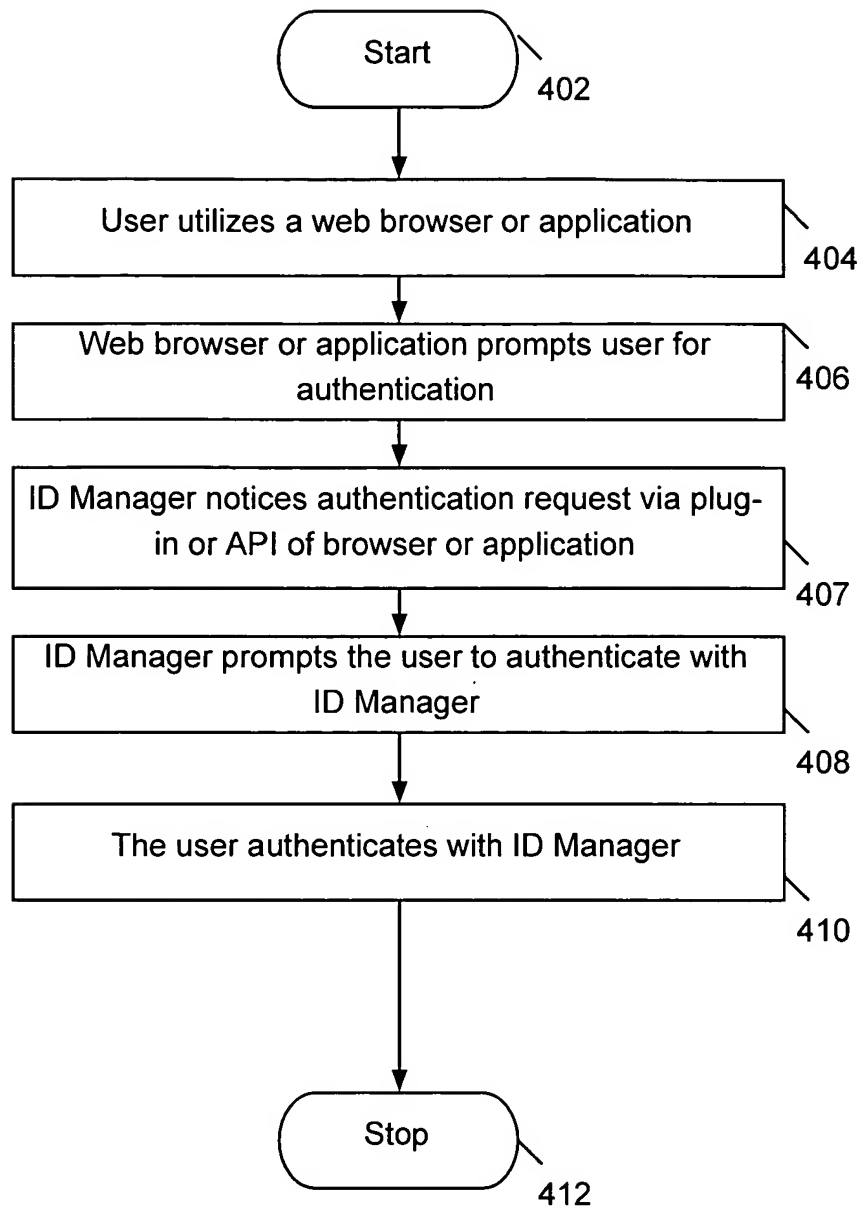 Start
402
User utilizes a web browser or application
404
Web browser or application prompts user for
authentication
406
ID Manager notices authentication request via plug-
in or API of browser or application
407
ID Manager prompts the user to authenticate with
ID Manager
408
The user authenticates with ID Manager
410
Stop
412